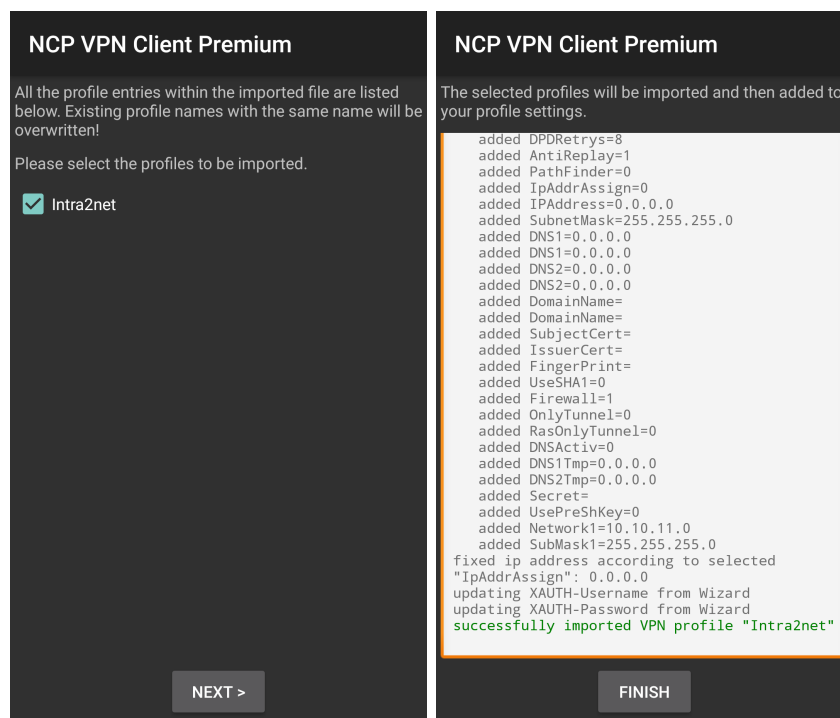 NCP VPN Client Premium
All the profile entries within the imported file are listed
below. Existing profile names with the same name will be
overwritten!
Please select the profiles to be imported.
Intra2net
NEXT >
NCP VPN Client Premium
The selected profiles will be imported and then added to
your profile settings.
added DPDRetrys=8
added AntiReplay=1
added PathFinder=0
added IpAddrAssign=0
added IPAddress=0.0.0.0
added SubnetMask=255.255.255.0
added DNS1=0.0.0.0
added DNS1=0.0.0.0
added DNS2=0.0.0.0
added DNS2=0.0.0.0
added DomainName=
added DomainName=
added SubjectCert=
added IssuerCert=
added FingerPrint=
added UseSHA1=0
added Firewall=1
added OnlyTunnel=0
added RasOnlyTunnel=0
added DNSActiv=0
added DNS1Tmp=0.0.0.0
added DNS2Tmp=0.0.0.0
added Secret=
added UsePreShKey=0
added Network1=10.10.11.0
added SubMask1=255.255.255.0
fixed ip address according to selected
"IpAddrAssign": 0.0.0.0
updating XAUTH-Username from Wizard
updating XAUTH-Password from Wizard
successfully imported VPN profile "Intra2net"
FINISH